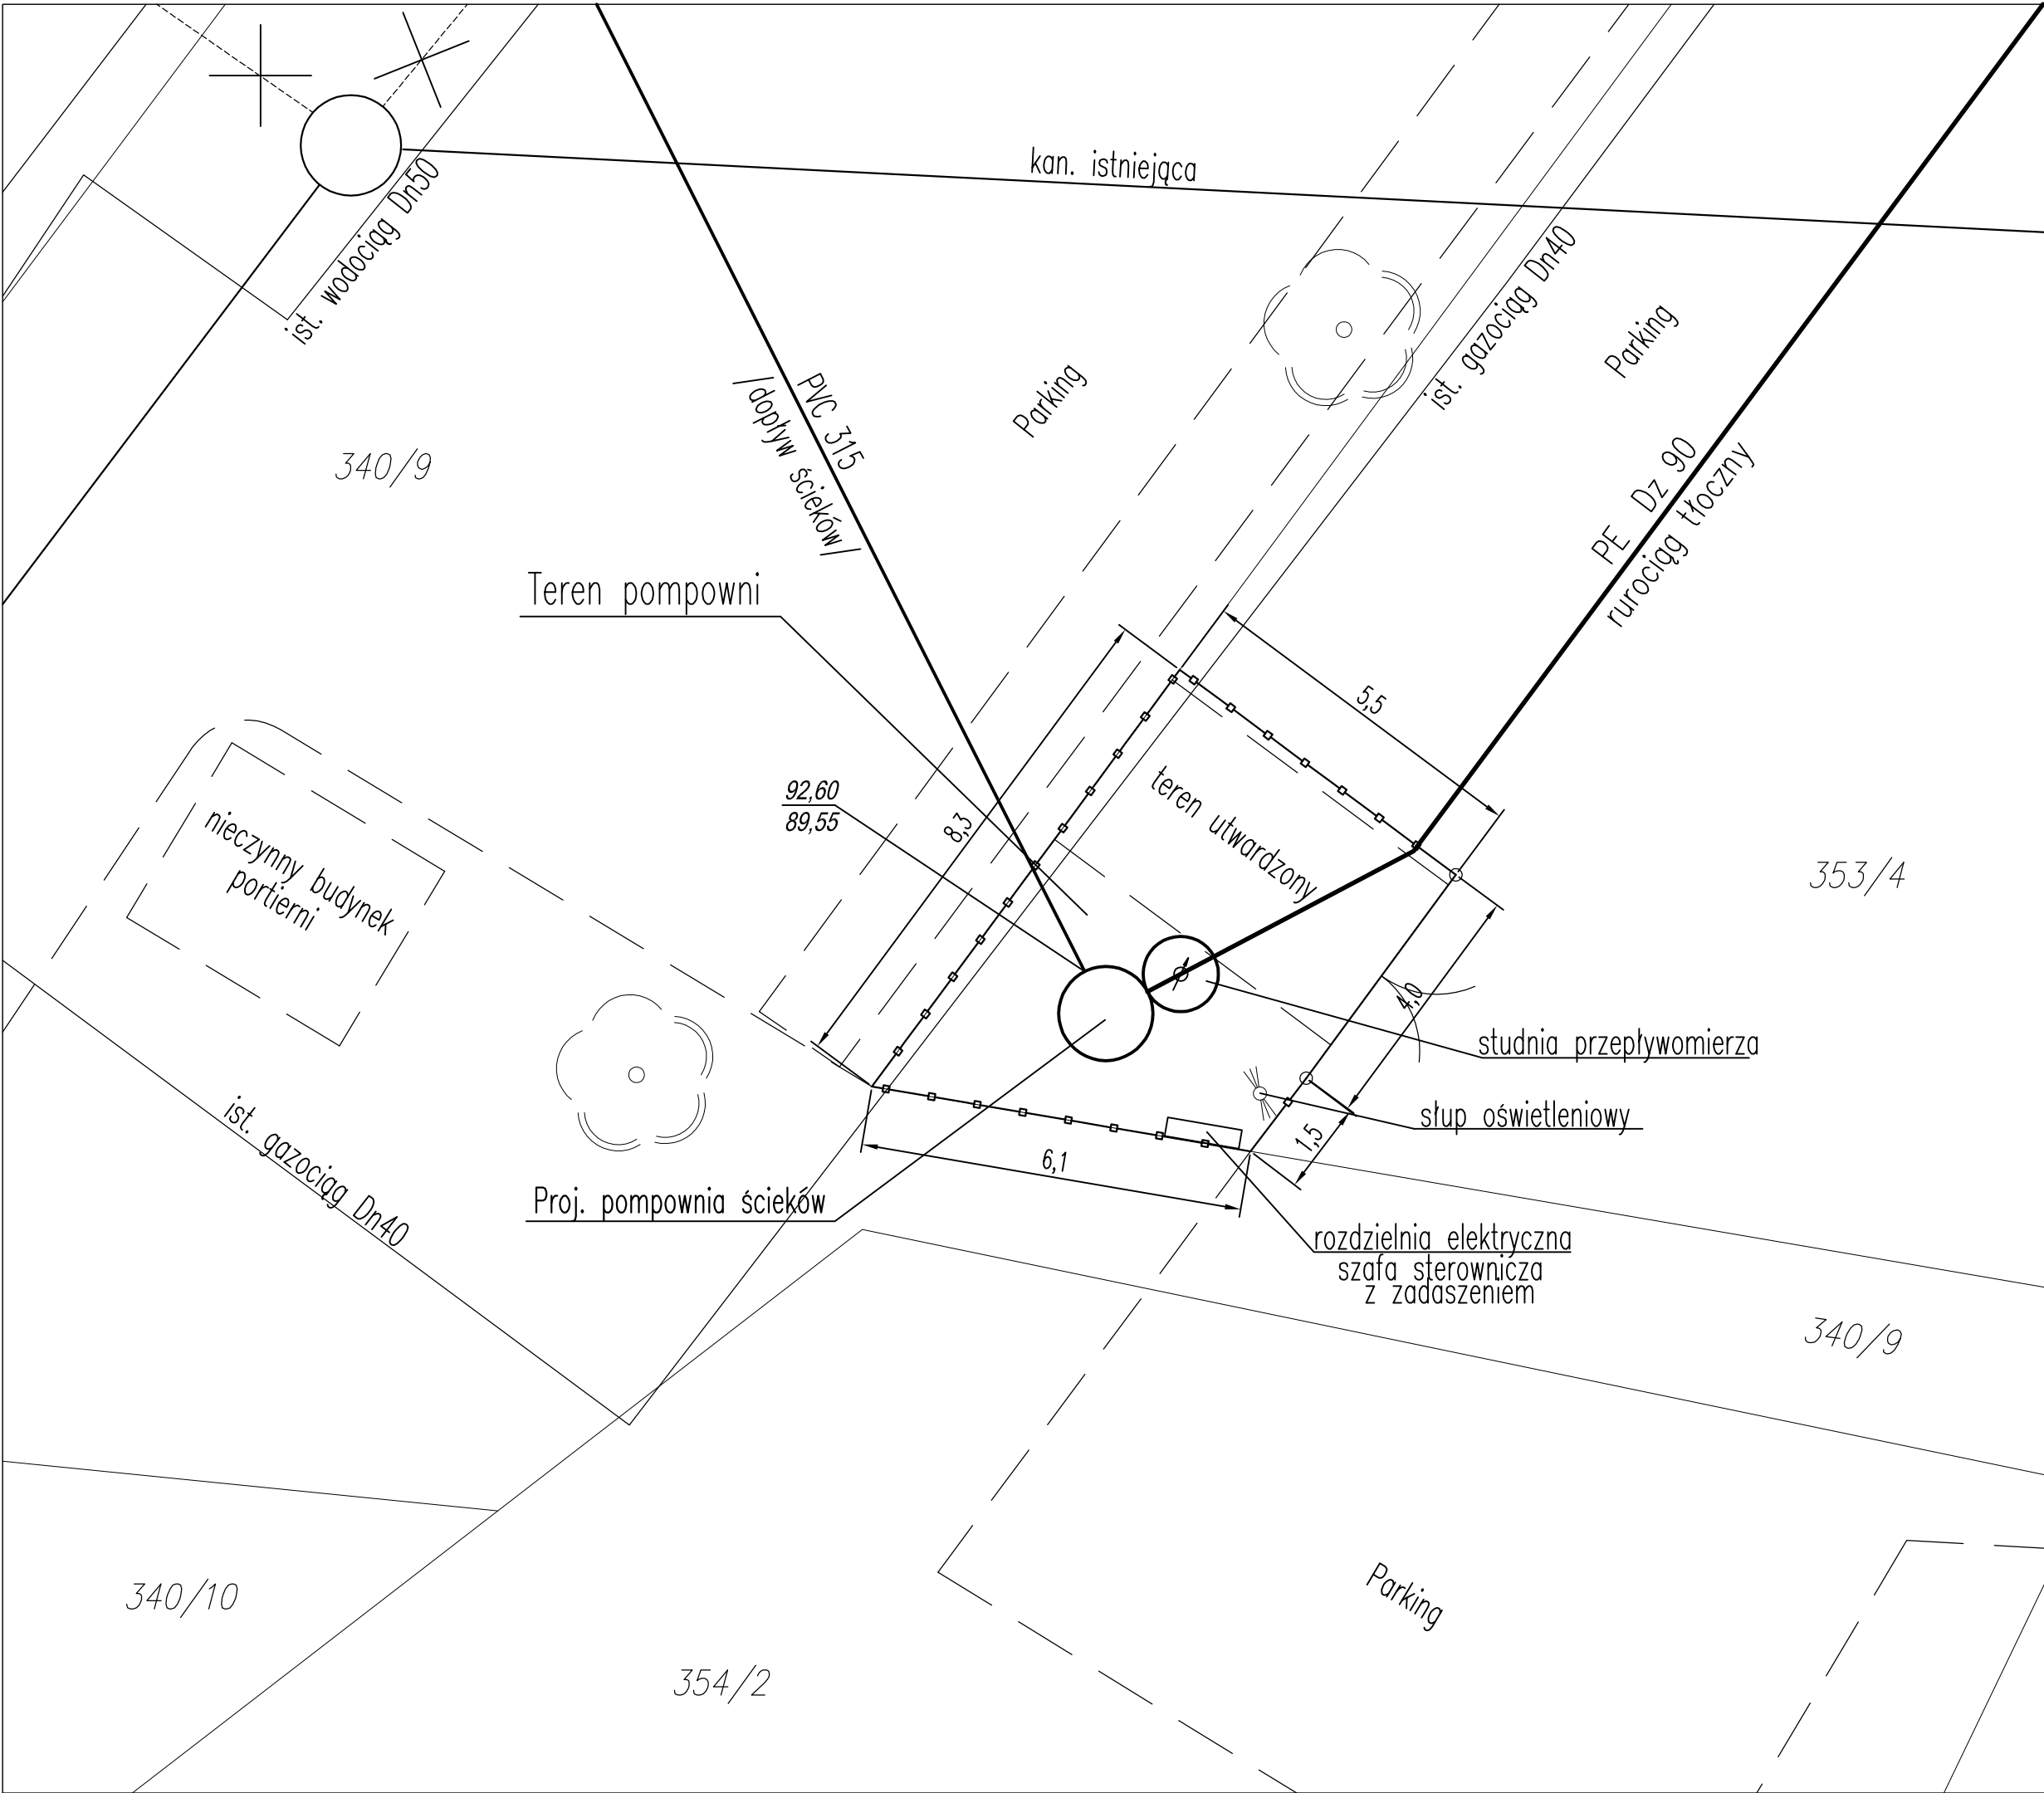 kan. istniejąca
ist. wodociąg Dn50
ist. gazociąg Dn40
Parking
Parking
PVC 315
/dopływ ścieków/
340/9
PE Dz 90
rurociąg tłoczny
Teren pompowni
5,5
92,60
89,55
8,3
teren utwardzony
nieczynny budynek
portierni
353/4
4,0
studnia przepływomierza
słup oświetleniowy
1,5
6,1
ist. gazociąg Dn40
Proj. pompownia ścieków
rozdzielnia elektryczna
szafa sterownicza
z zadaszeniem
340/9
340/10
Parking
354/2